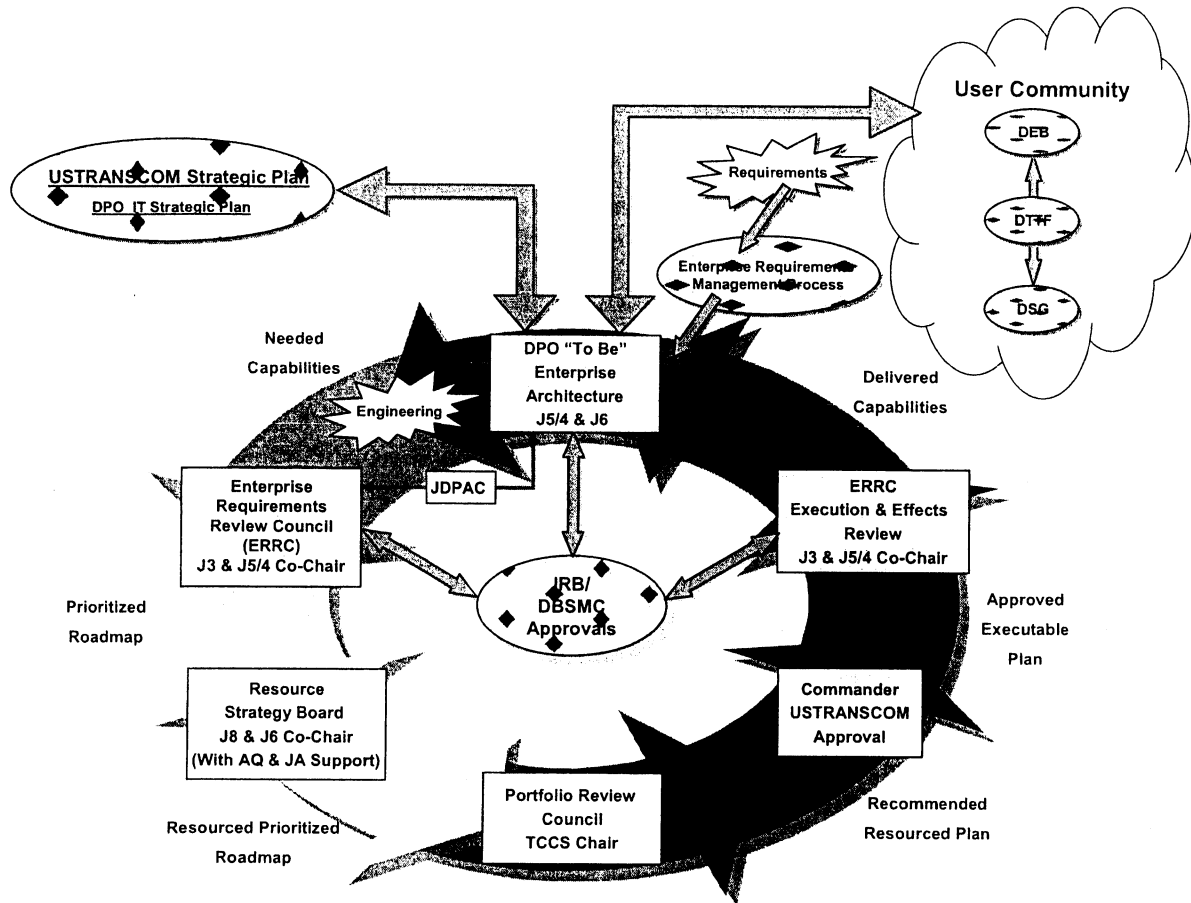 User Community
DEB
DTTF
DSG
USTRANSCOM Strategic Plan
DPO IT Strategic Plan
Requirements
Enterprise Requirements
Management Process
Needed
Capabilities
DPO "To Be"
Enterprise
Architecture
J5/4 & J6
Delivered
Capabilities
Engineering
JDPAC
Enterprise
Requirements
Review Council
(ERRC)
J3 & J5/4 Co-Chair
ERRC
Execution & Effects
Review
J3 & J5/4 Co-Chair
IRB/
DBSMC
Approvals
Prioritized
Roadmap
Approved
Executable
Plan
Resource
Strategy Board
J8 & J6 Co-Chair
(With AQ & JA Support)
Commander
USTRANSCOM
Approval
Portfolio Review
Council
TCCS Chair
Resourced Prioritized
Roadmap
Recommended
Resourced Plan